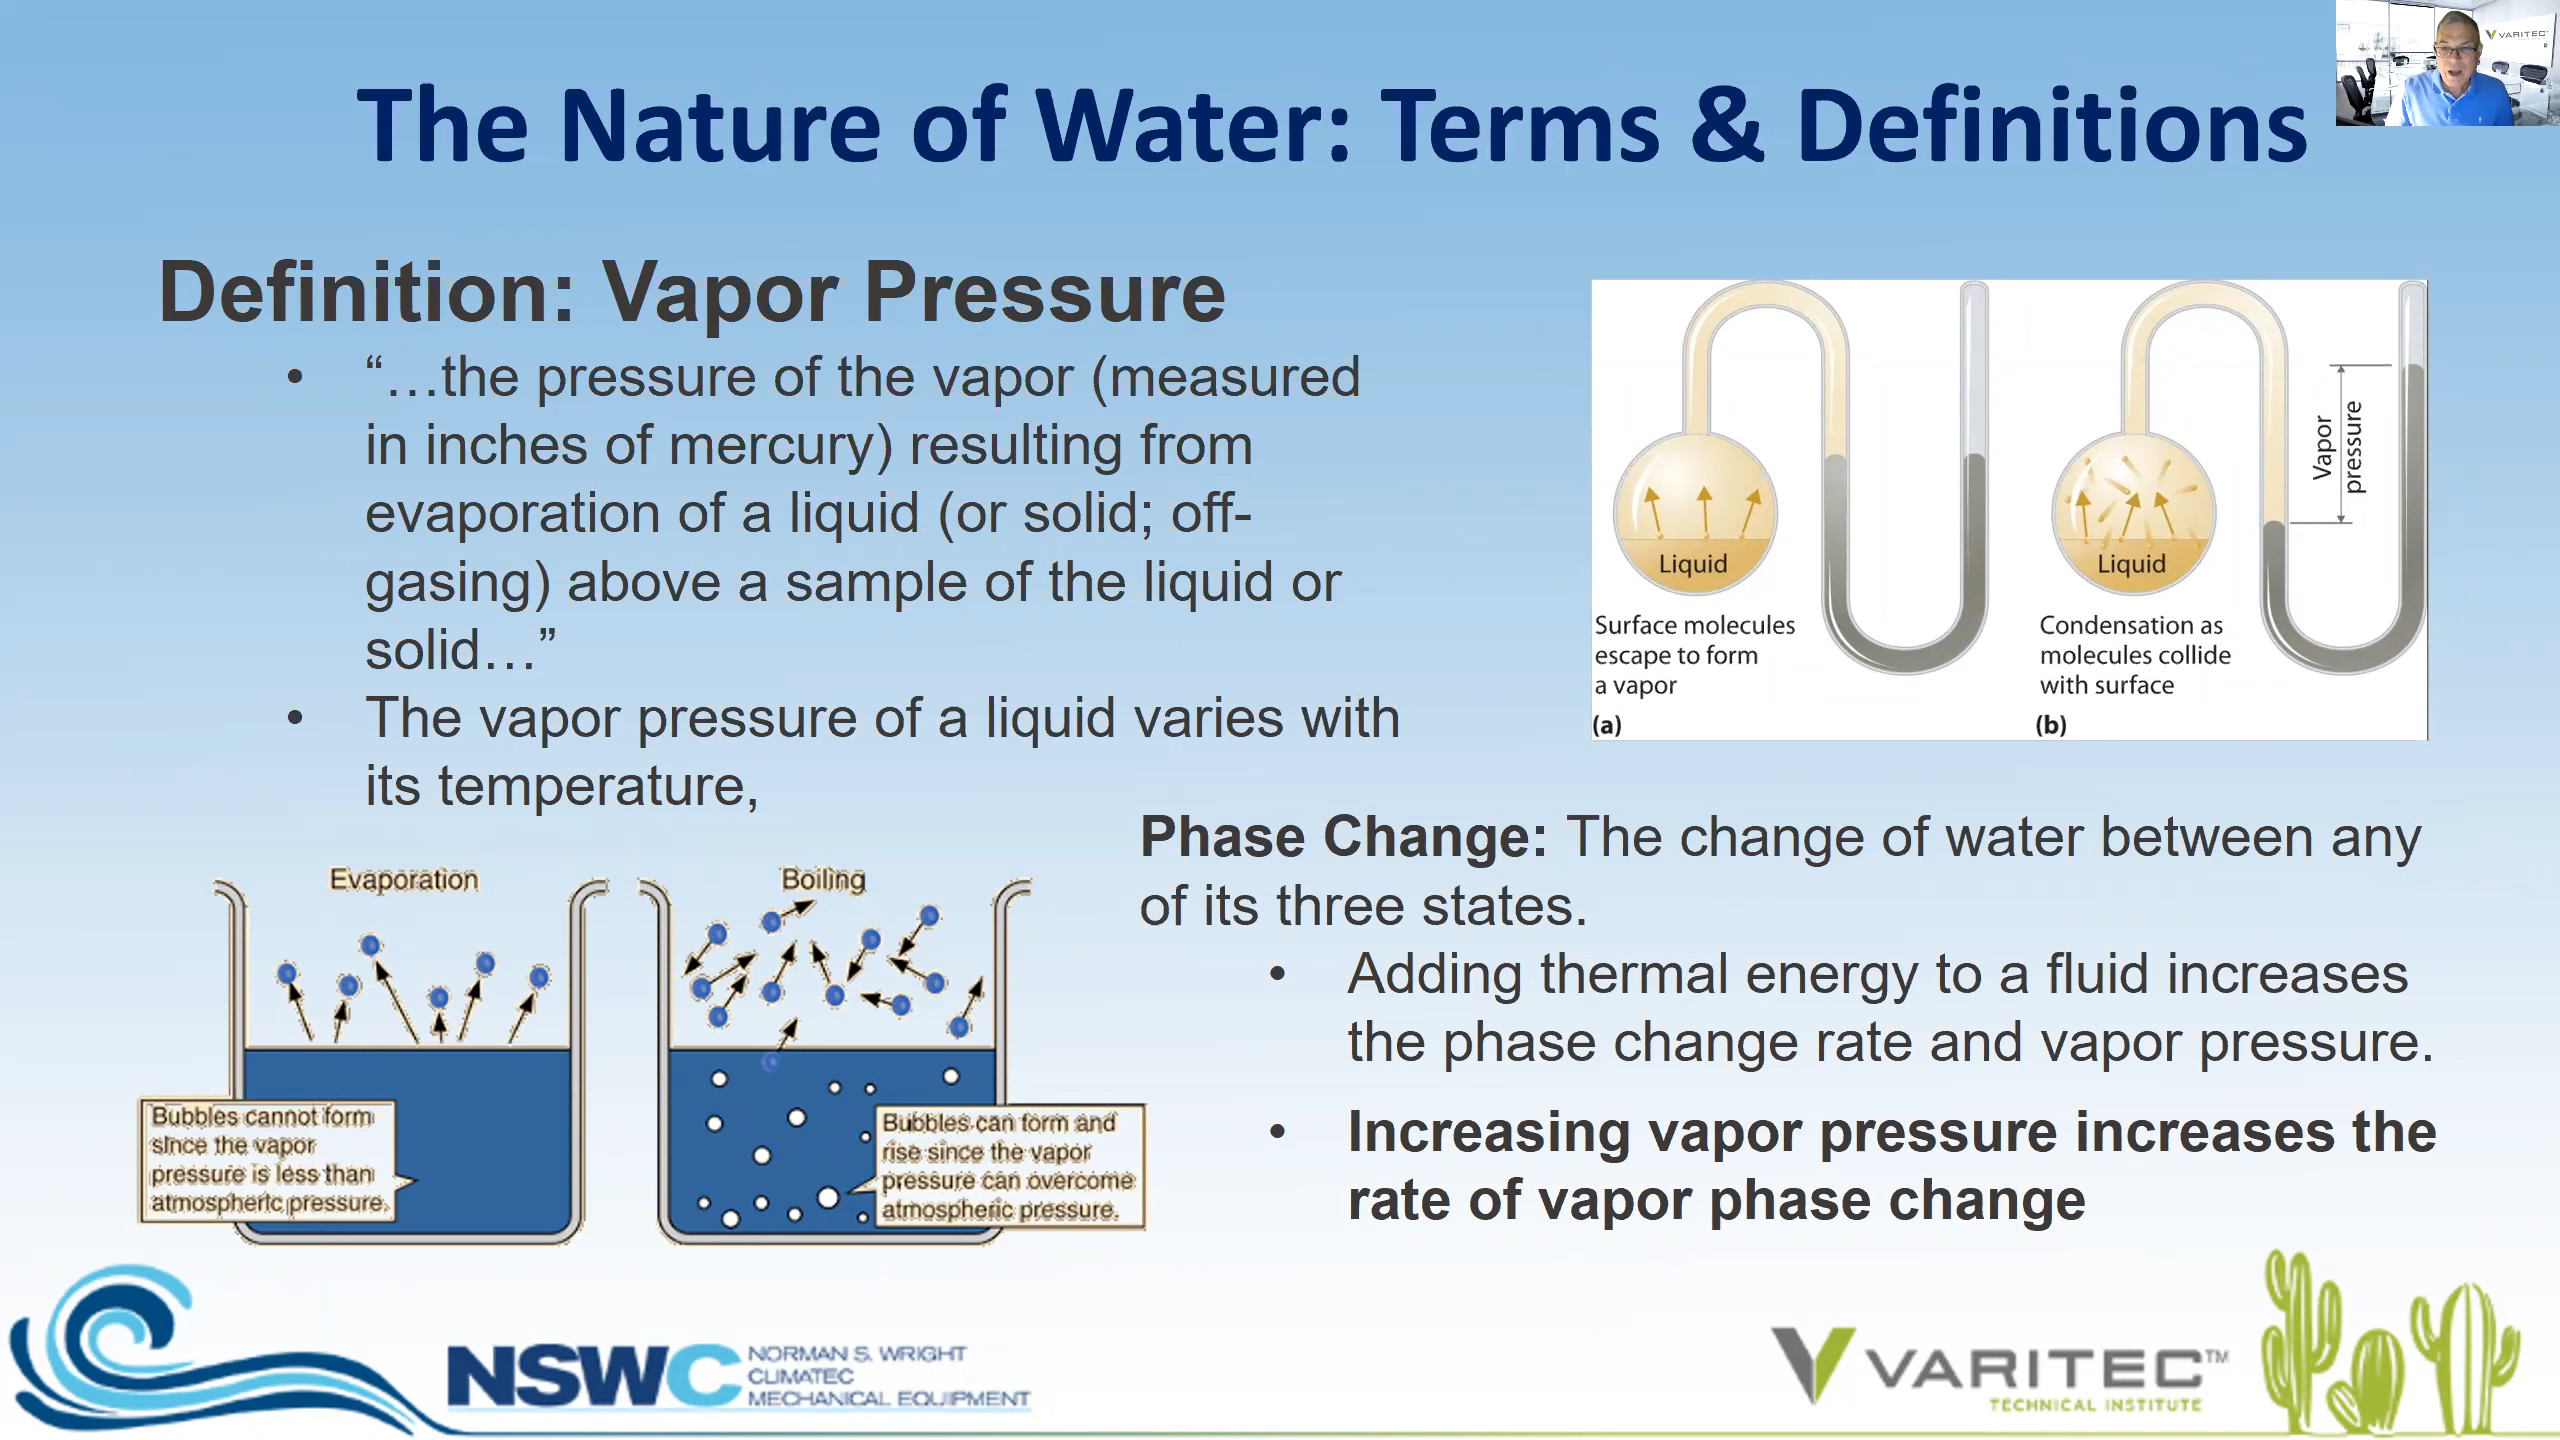 VARITEC
The Nature of Water: Terms & Definitions
Definition: Vapor Pressure
• “…the pressure of the vapor (measured
in inches of mercury) resulting from
evaporation of a liquid (or solid; off-
gasing) above a sample of the liquid or
solid…”
• The vapor pressure of a liquid varies with
its temperature,
Vapor
pressure
Liquid
Liquid
Surface molecules
escape to form
a vapor
(a)
Condensation as
molecules collide
with surface
(b)
Phase Change: The change of water between any
of its three states.
• Adding thermal energy to a fluid increases
the phase change rate and vapor pressure.
• Increasing vapor pressure increases the
rate of vapor phase change
Evaporation
Bubbles cannot form
since the vapor
pressure is less than
atmospheric pressure.
Boiling
Bubbles can form and
rise since the vapor
pressure can overcome
atmospheric pressure.
NSWC
NORMAN S. WRIGHT
CLIMATEC
MECHANICAL EQUIPMENT
VARITEC™
TECHNICAL INSTITUTE